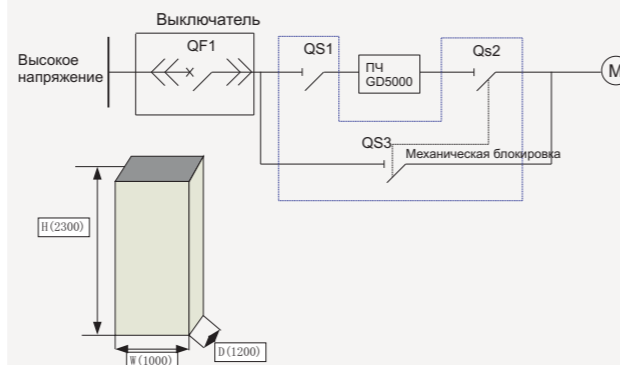 Выключатель
QF1
QS1
Qs2
Высокое
напряжение
ПЧ
GD5000
M
QS3
Механическая блокировка
H(2300)
D(1200)
W(1000)